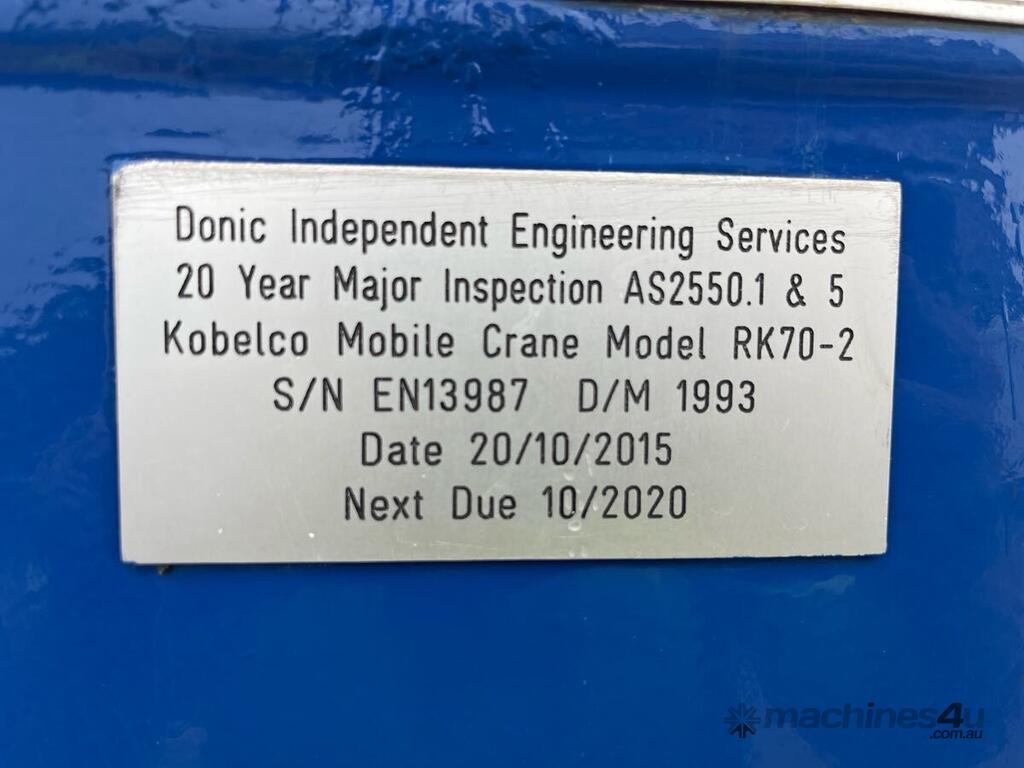 Donic Independent Engineering Services
20 Year Major Inspection AS2550.1 & 5
Kobelco Mobile Crane Model RK70-2
S/N EN13987 D/M 1993
Date 20/10/2015
Next Due 10/2020
machines4u
.com.au